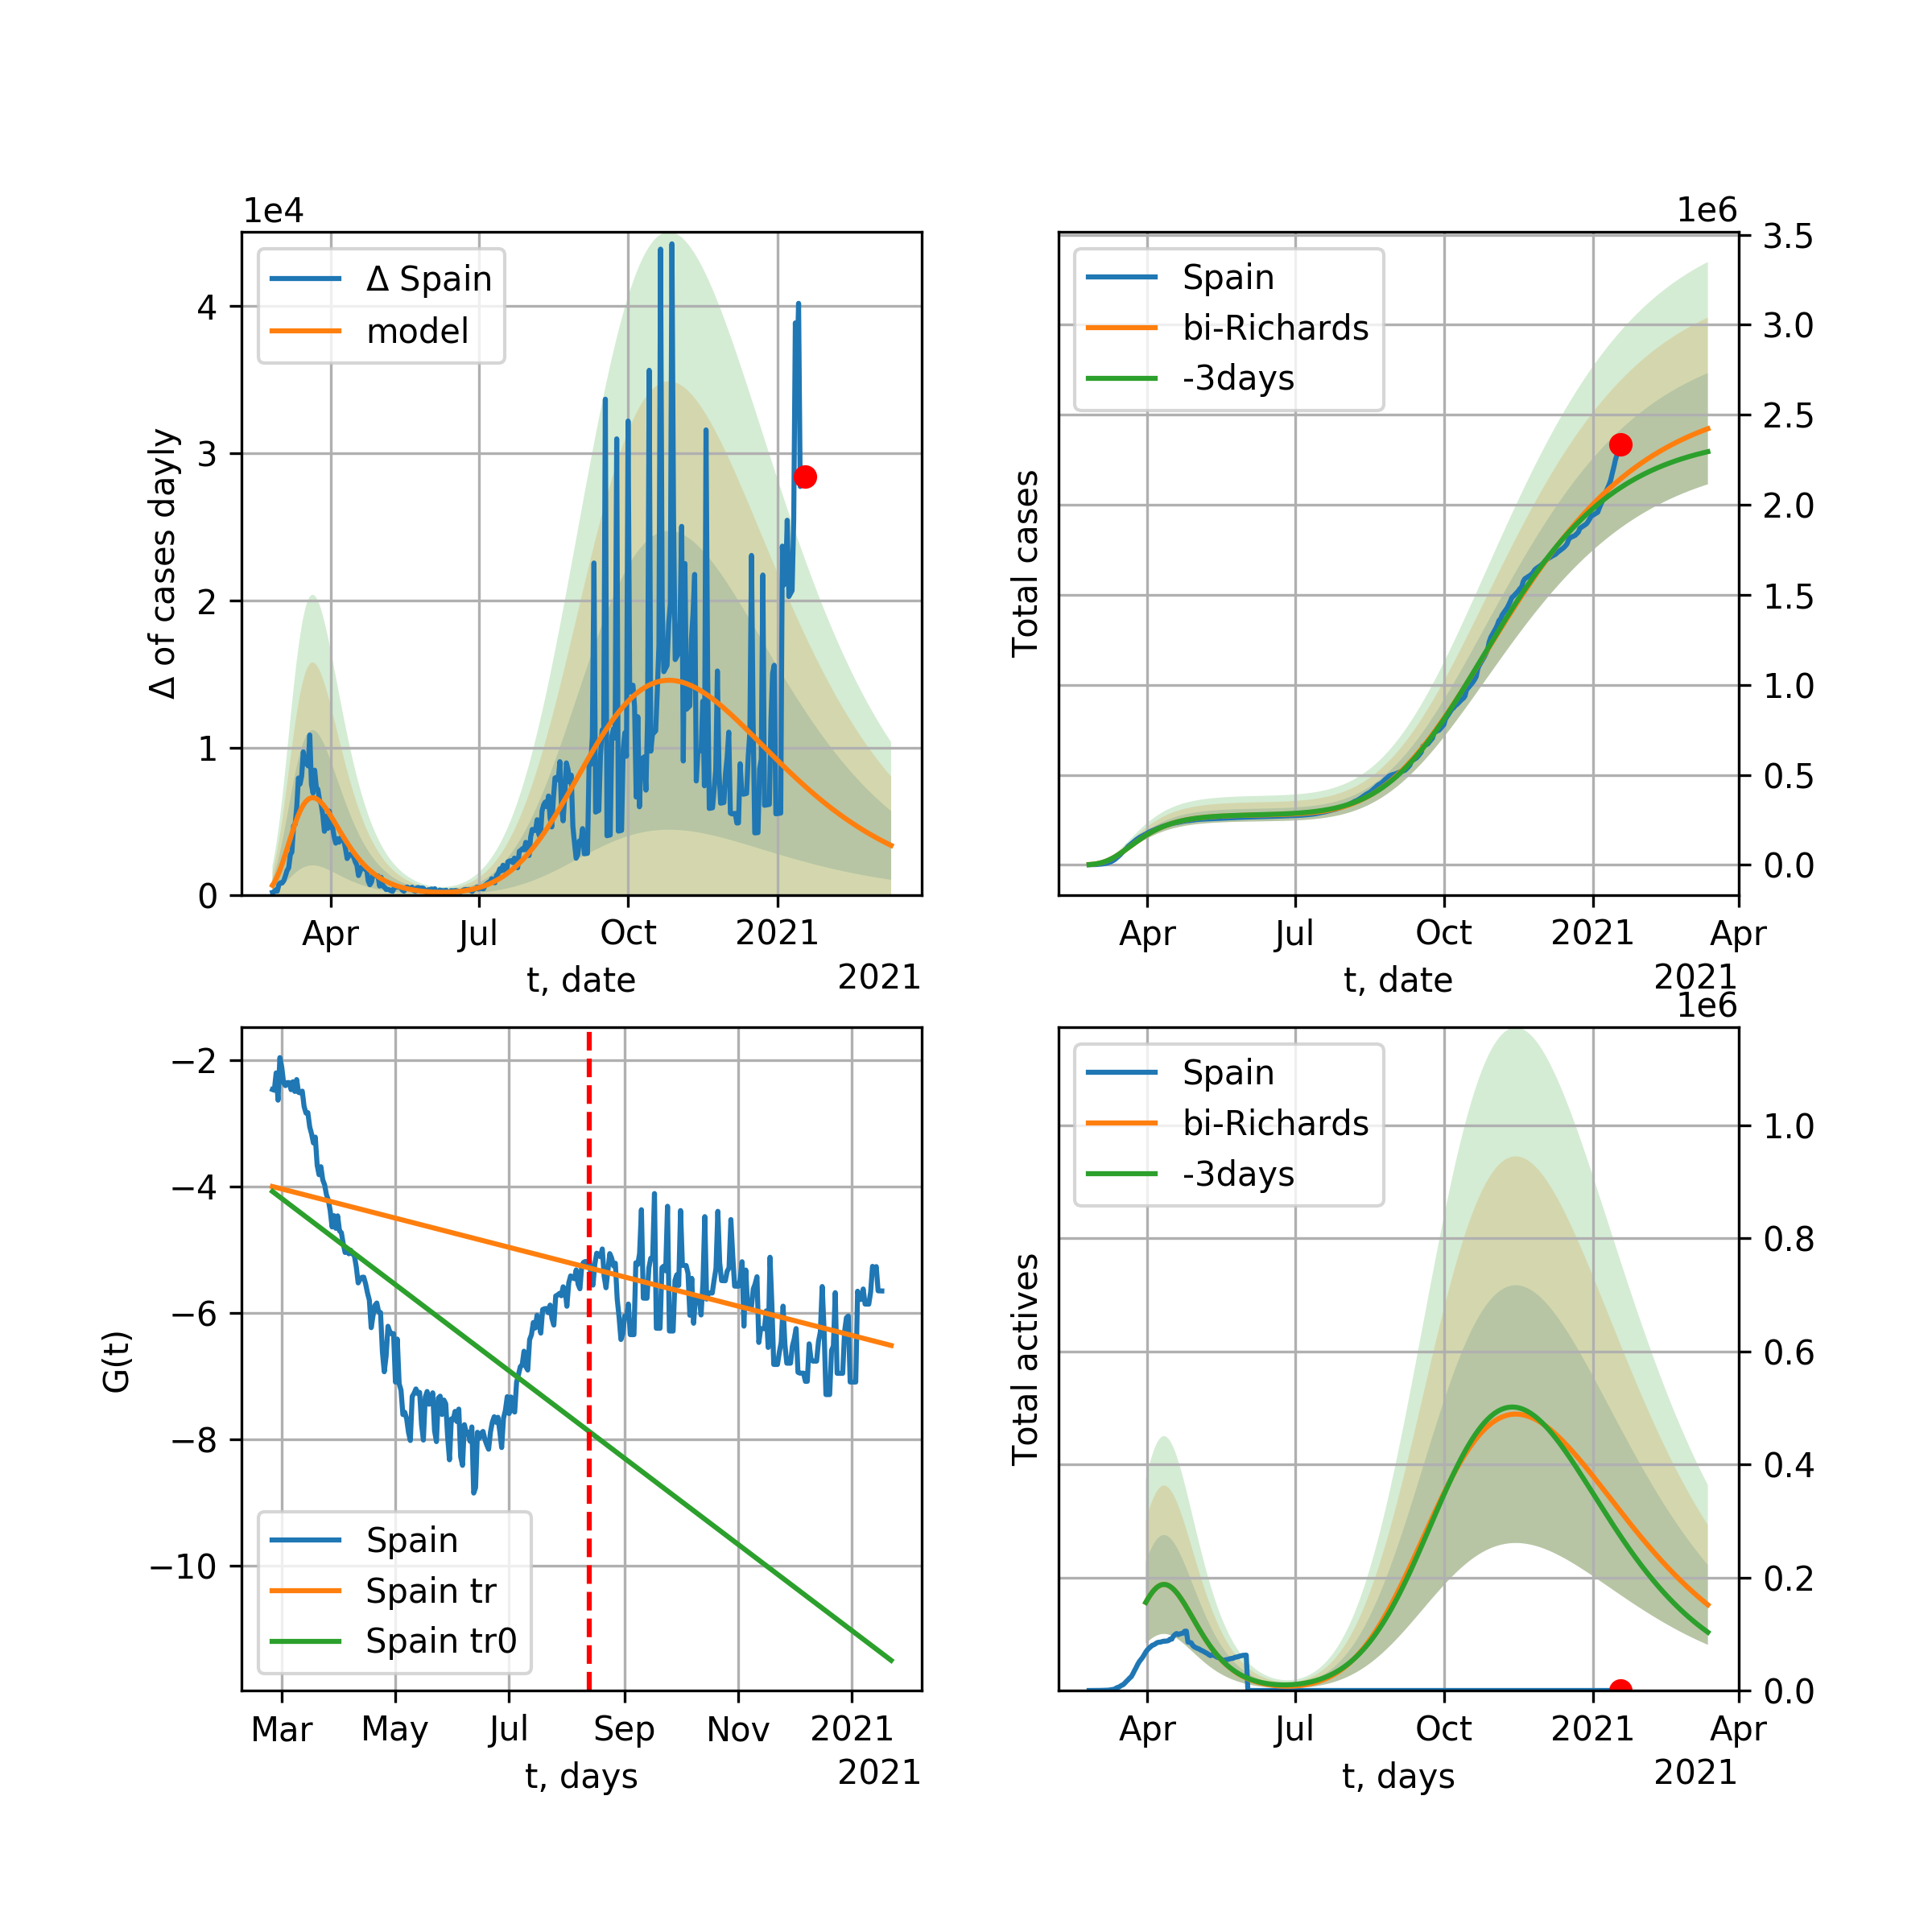 1e4
Δ of cases dayly
4
3
2
1
0
Δ Spain
model
Apr
Jul
Oct
2021
t, date
2021
1e6
Total cases
3.5
3.0
2.5
2.0
1.5
1.0
0.5
0.0
Spain
bi-Richards
-3days
Apr
Jul
Oct
2021
Apr
t, date
2021
G(t)
−2
−4
−6
−8
−10
Spain
Spain tr
Spain tr0
Mar
May
Jul
Sep
Nov
2021
t, days
2021
1e6
Total actives
1.0
0.8
0.6
0.4
0.2
0.0
Spain
bi-Richards
-3days
Apr
Jul
Oct
2021
Apr
t, days
2021